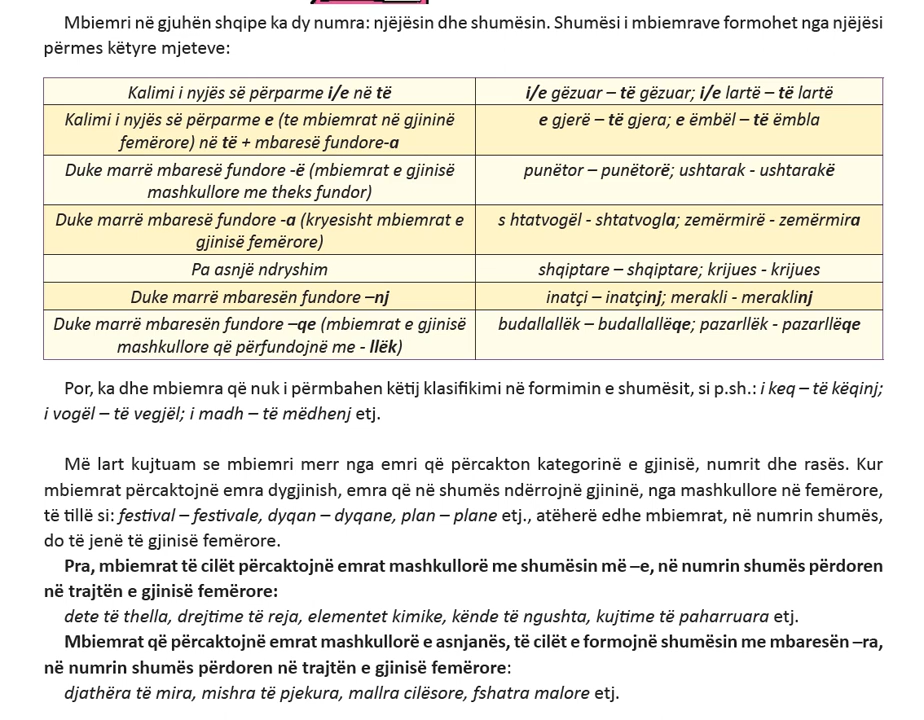 Mbiemri në gjuhën shqipe ka dy numra: njëjësin dhe shumësin. Shumësi i mbiemrave formohet nga njëjësi
përmes këtyre mjeteve:
Kalimi i nyjës së përparme i/e në të
i/e gëzuar – të gëzuar; i/e lartë – të lartë
Kalimi i nyjës së përparme e (te mbiemrat në gjininë
femërore) në të + mbaresë fundore-a
e gjerë – të gjera; e ëmbël – të ëmbla
Duke marrë mbaresë fundore -ë (mbiemrat e gjinisë
mashkullore me theks fundor)
punëtor – punëtorë; ushtarak - ushtarakë
Duke marrë mbaresë fundore -a (kryesisht mbiemrat e
gjinisë femërore)
s htatvogël - shtatvogla; zemërmirë - zemërmira
Pa asnjë ndryshim
shqiptare – shqiptare; krijues - krijues
Duke marrë mbaresën fundore –nj
inatçi – inatçinj; merakli - meraklinj
Duke marrë mbaresën fundore –qe (mbiemrat e gjinisë
mashkullore që përfundojnë me - llëk)
budallallëk – budallallëqe; pazarllëk - pazarllëqe
Por, ka dhe mbiemra që nuk i përmbahen këtij klasifikimi në formimin e shumësit, si p.sh.: i keq – të këqinj;
i vogël – të vegjël; i madh – të mëdhenj etj.
Më lart kujtuam se mbiemri merr nga emri që përcakton kategorinë e gjinisë, numrit dhe rasës. Kur
mbiemrat përcaktojnë emra dygjinish, emra që në shumës ndërrojnë gjininë, nga mashkullore në femërore,
të tillë si: festival – festivale, dyqan – dyqane, plan – plane etj., atëherë edhe mbiemrat, në numrin shumës,
do të jenë të gjinisë femërore.
Pra, mbiemrat të cilët përcaktojnë emrat mashkullorë me shumësin më –e, në numrin shumës përdoren
në trajtën e gjinisë femërore:
dete të thella, drejtime të reja, elementet kimike, kënde të ngushta, kujtime të paharruara etj.
Mbiemrat që përcaktojnë emrat mashkullorë e asnjanës, të cilët e formojnë shumësin me mbaresën –ra,
në numrin shumës përdoren në trajtën e gjinisë femërore:
djathëra të mira, mishra të pjekura, mallra cilësore, fshatra malore etj.